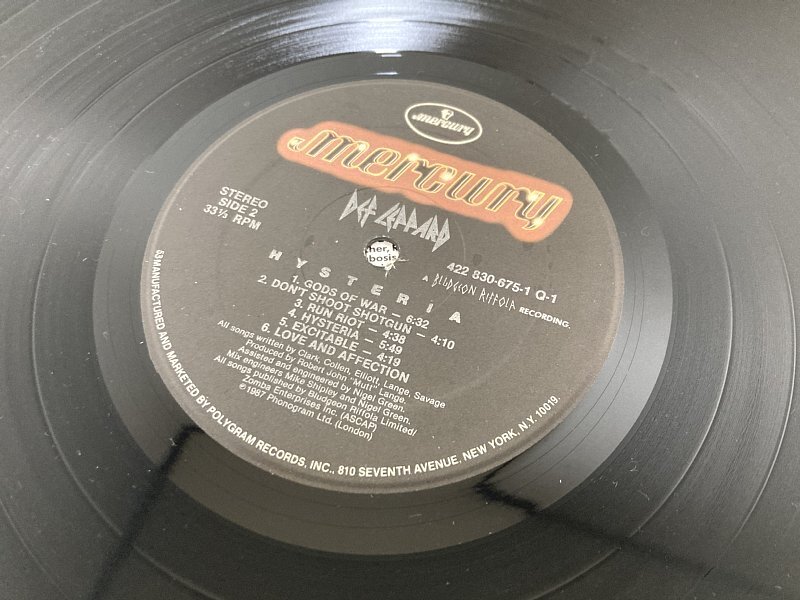 mercury
mercury
STEREO
SIDE 2
33⅓ RPM
DEF LEPPARD
her,
bosis
422 830-675-1 Q-1
A BLUDGEON RIFFOLA RECORDING.
HYSTERIA
1. GODS OF WAR – 6:32
2. DON'T SHOOT SHOTGUN – 4:10
3. RUN RIOT – 4:38
4. HYSTERIA – 5:49
5. EXCITABLE – 4:19
6. LOVE AND AFFECTION
All songs written by Clark, Collen, Elliott, Lange, Savage
Produced by Robert John "Mutt" Lange.
Assisted and engineered by Nigel Green.
Mix engineers Mike Shipley and Nigel Green.
All songs published by Bludgeon Riffola Limited/
Zomba Enterprises Inc. (ASCAP)
℗1987 Phonogram Ltd. (London)
53 MANUFACTURED AND MARKETED BY POLYGRAM RECORDS, INC., 810 SEVENTH AVENUE, NEW YORK, N.Y. 10019.